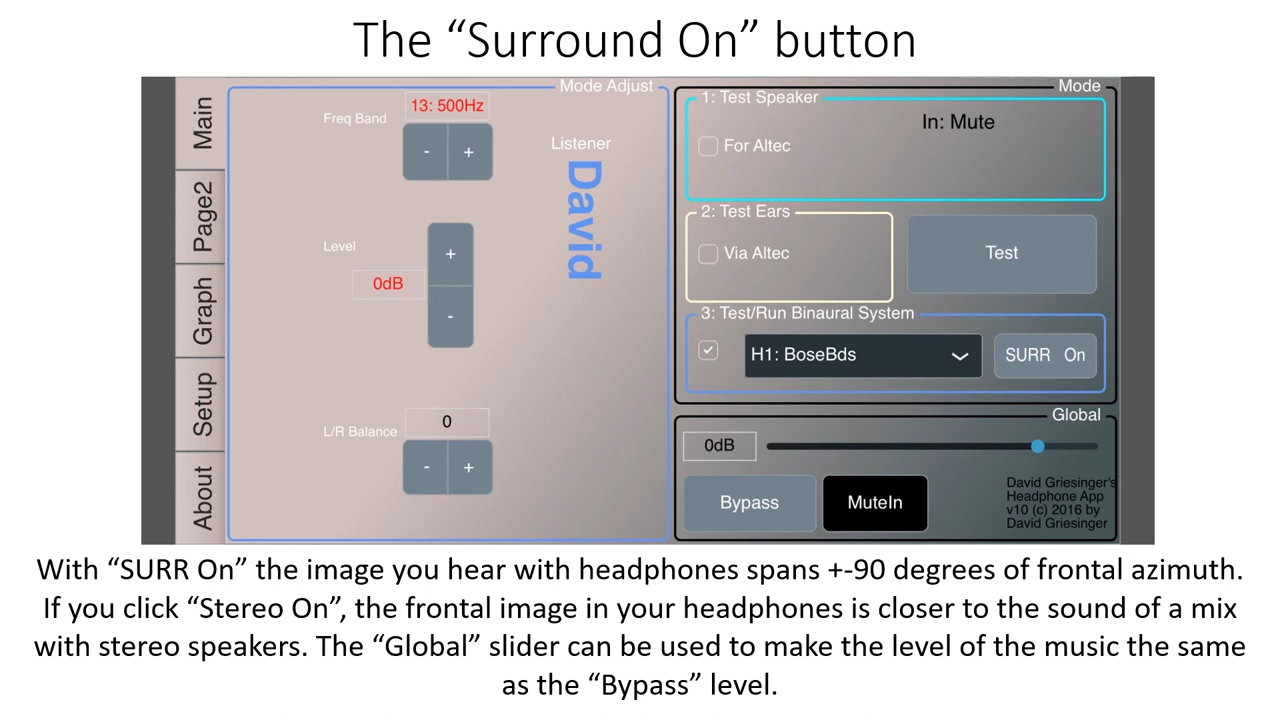 The “Surround On” button
Main
Page2
Graph
Setup
About
Mode Adjust
Freq Band
13: 500Hz
- +
Listener
David
Level
+
0dB
-
L/R Balance
0
- +
Mode
1: Test Speaker
In: Mute
For Altec
2: Test Ears
Via Altec
Test
3: Test/Run Binaural System
H1: BoseBds
SURR On
Global
0dB
Bypass
MuteIn
David Griesinger's
Headphone App
v10 (c) 2016 by
David Griesinger
With “SURR On” the image you hear with headphones spans +-90 degrees of frontal azimuth.
If you click “Stereo On”, the frontal image in your headphones is closer to the sound of a mix
with stereo speakers. The “Global” slider can be used to make the level of the music the same
as the “Bypass” level.